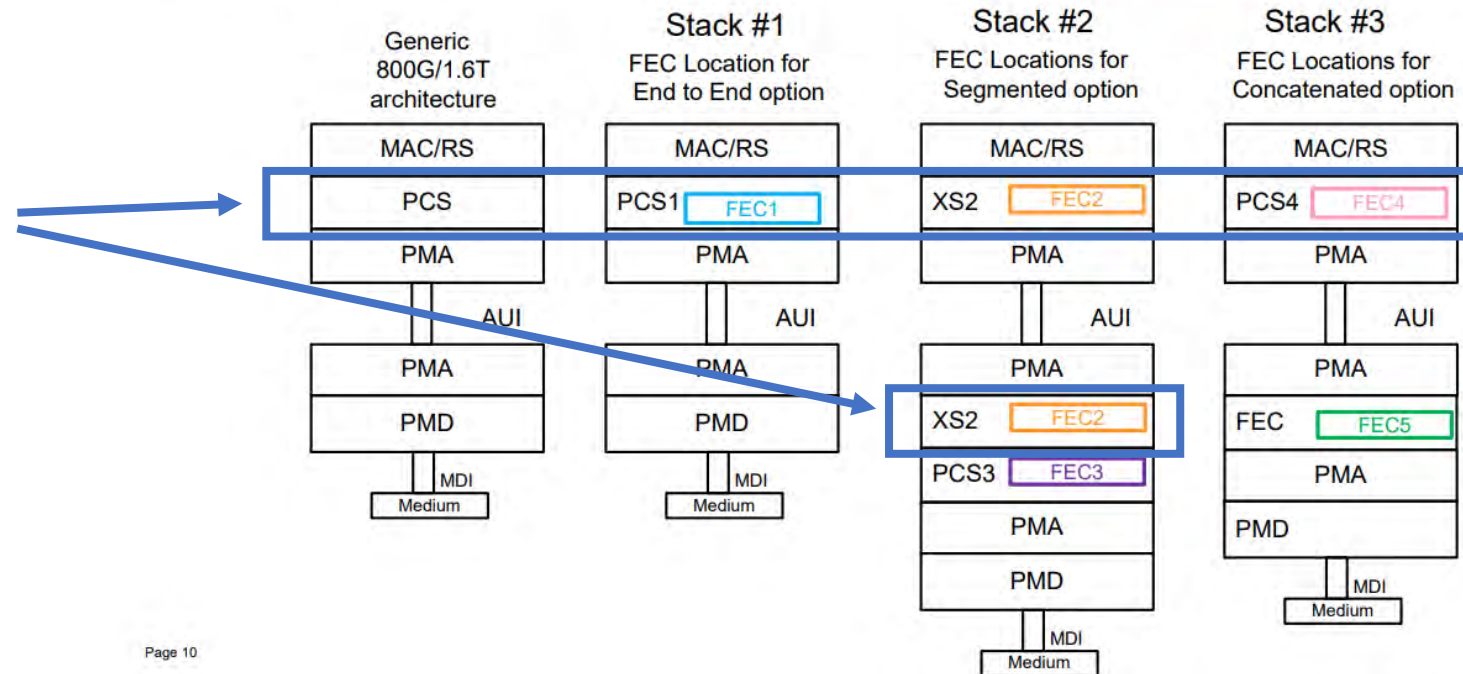 Generic
800G/1.6T
architecture
MAC/RS
PCS
PMA
AUI
PMA
PMD
MDI
Medium
Stack #1
FEC Location for
End to End option
MAC/RS
PCS1 FEC1
PMA
AUI
PMA
PMD
MDI
Medium
Stack #2
FEC Locations for
Segmented option
MAC/RS
XS2 FEC2
PMA
AUI
PMA
XS2 FEC2
PCS3 FEC3
PMA
PMD
MDI
Medium
Stack #3
FEC Locations for
Concatenated option
MAC/RS
PCS4 FEC4
PMA
AUI
PMA
FEC FEC5
PMA
PMD
MDI
Medium
Page 10